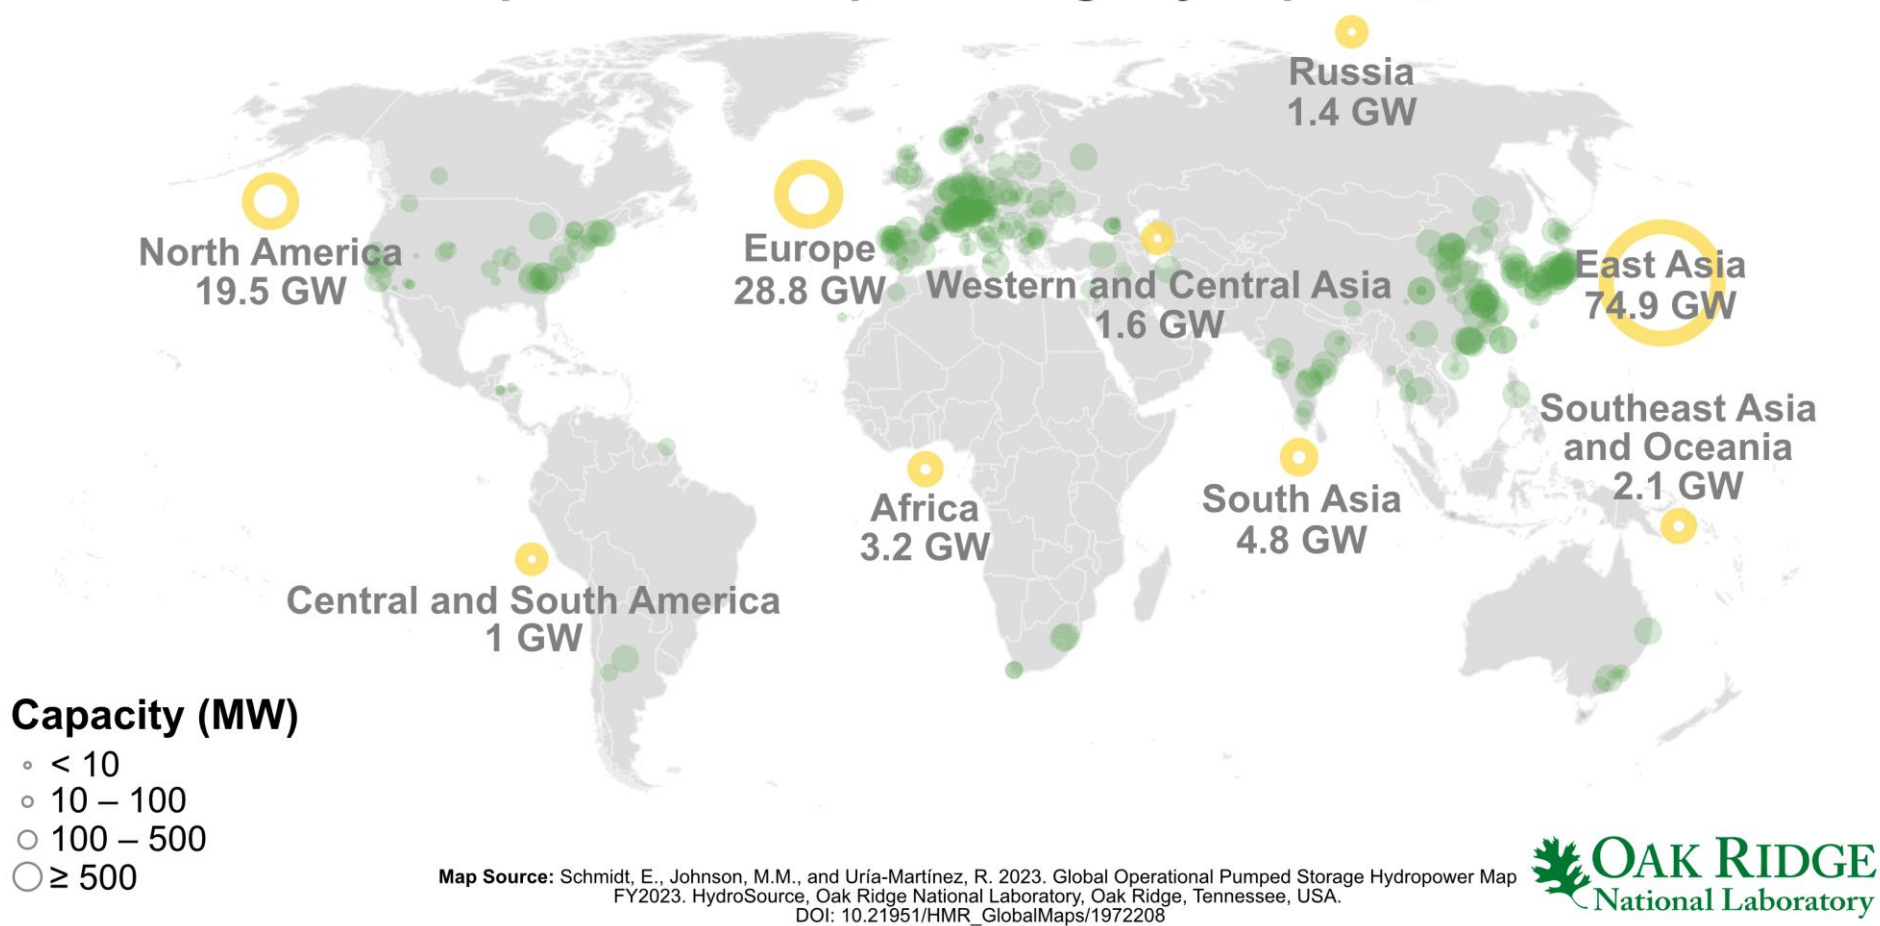 Russia
1.4 GW
North America
19.5 GW
Europe
28.8 GW
Western and Central Asia
1.6 GW
East Asia
74.9 GW
Southeast Asia
and Oceania
2.1 GW
Africa
3.2 GW
South Asia
4.8 GW
Central and South America
1 GW
Capacity (MW)
< 10
10 – 100
100 – 500
≥ 500
Map Source: Schmidt, E., Johnson, M.M., and Uría-Martínez, R. 2023. Global Operational Pumped Storage Hydropower Map
FY2023. HydroSource, Oak Ridge National Laboratory, Oak Ridge, Tennessee, USA.
DOI: 10.21951/HMR_GlobalMaps/1972208
OAK RIDGE
National Laboratory